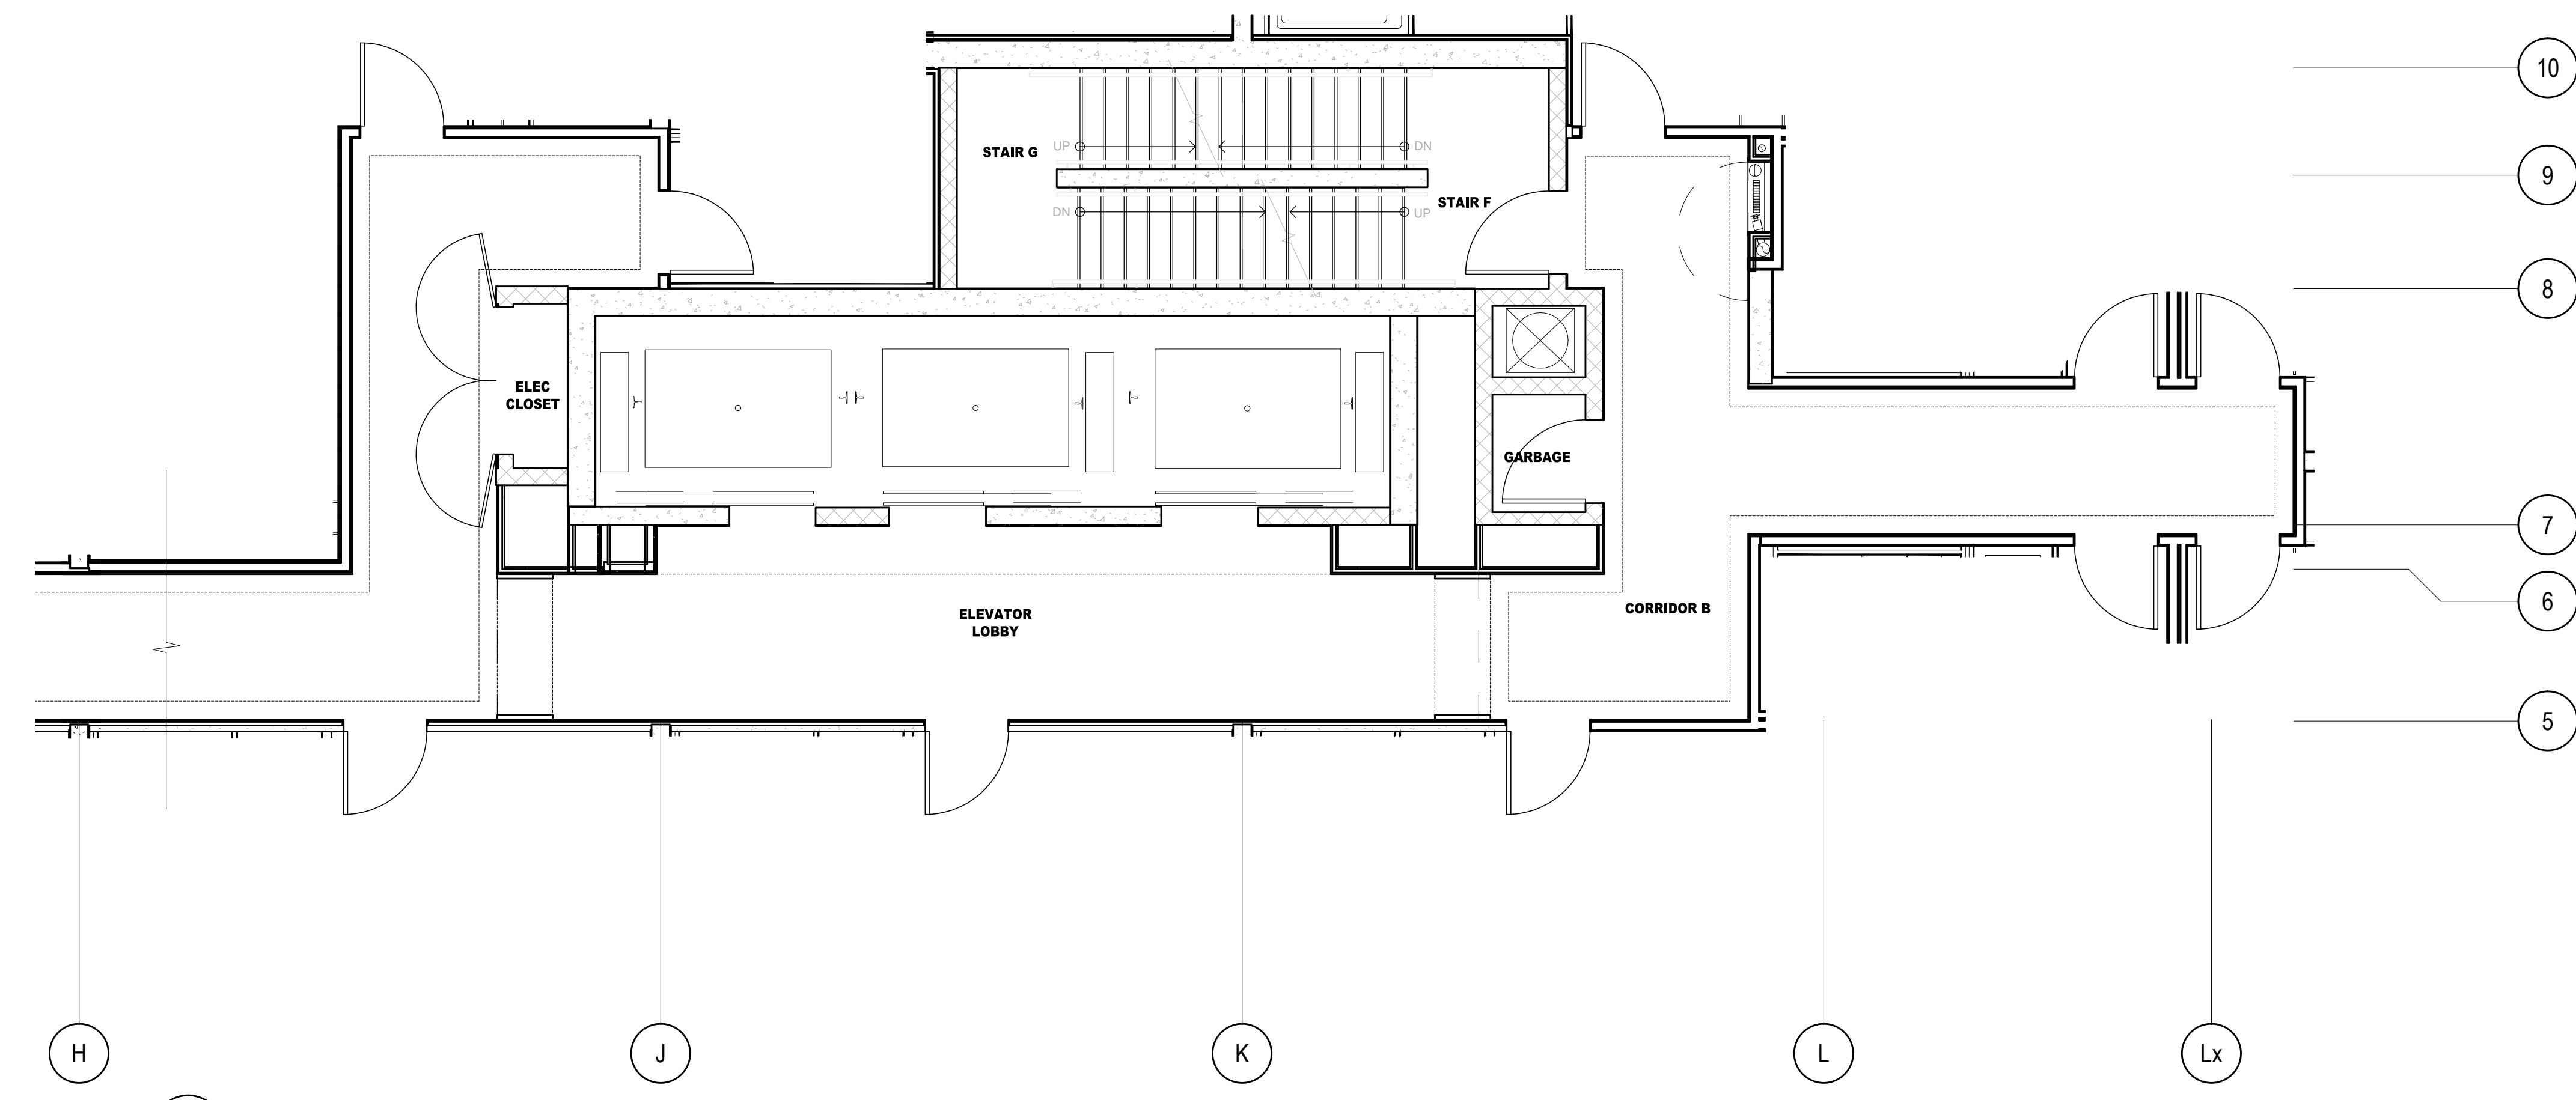 10
STAIR G
UP
DN
9
STAIR F
DN
UP
8
ELEC
CLOSET
GARBAGE
7
ELEVATOR
LOBBY
CORRIDOR B
6
5
H
J
K
L
Lx